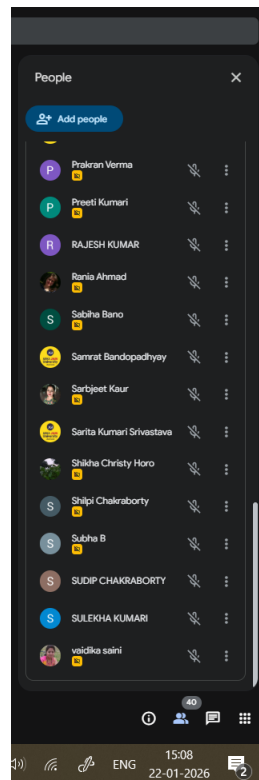 People
Add people
P
Prakran Verma
P
Preeti Kumari
R
RAJESH KUMAR
Rania Ahmad
S
Sabiha Bano
Samrat Bandopadhyay
Sarbjeet Kaur
Sarita Kumari Srivastava
Shikha Christy Horo
S
Shilpi Chakraborty
S
Subha B
S
SUDIP CHAKRABORTY
S
SULEKHA KUMARI
vaidika saini
40
ENG
15:08
22-01-2026
2